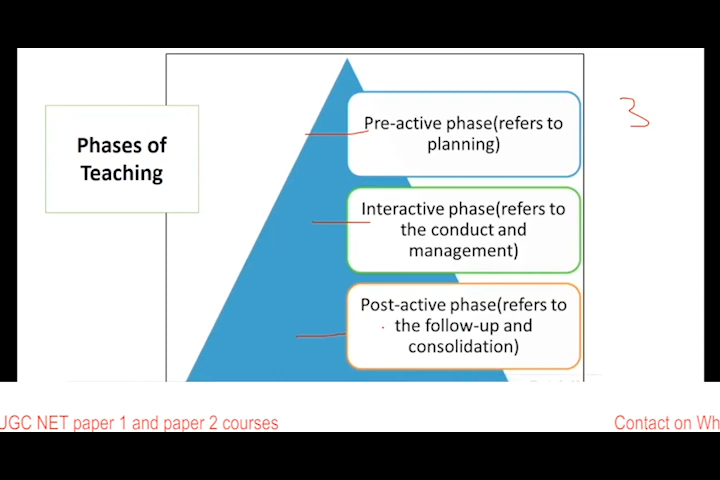 Phases of
Teaching
Pre-active phase(refers to
planning)
3
Interactive phase(refers to
the conduct and
management)
Post-active phase(refers to
the follow-up and
consolidation)
UGC NET paper 1 and paper 2 courses
Contact on Wh